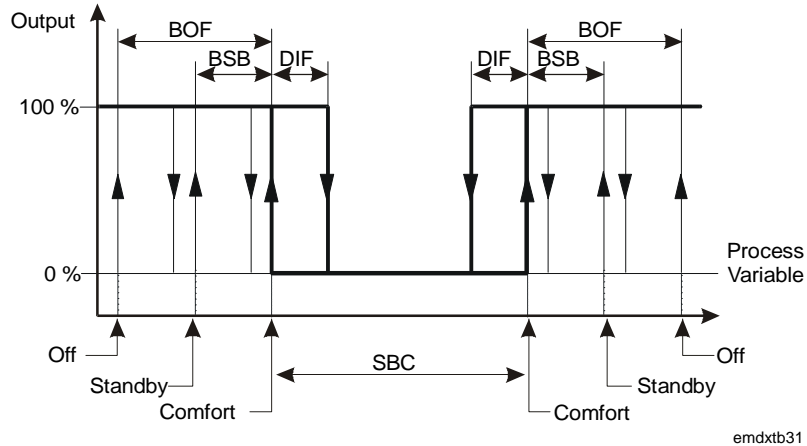 Output
BOF
BOF
BSB
DIF
DIF
BSB
100 %
0 %
Process
Variable
Off
SBC
Off
Standby
Standby
Comfort
Comfort
emdxtb31